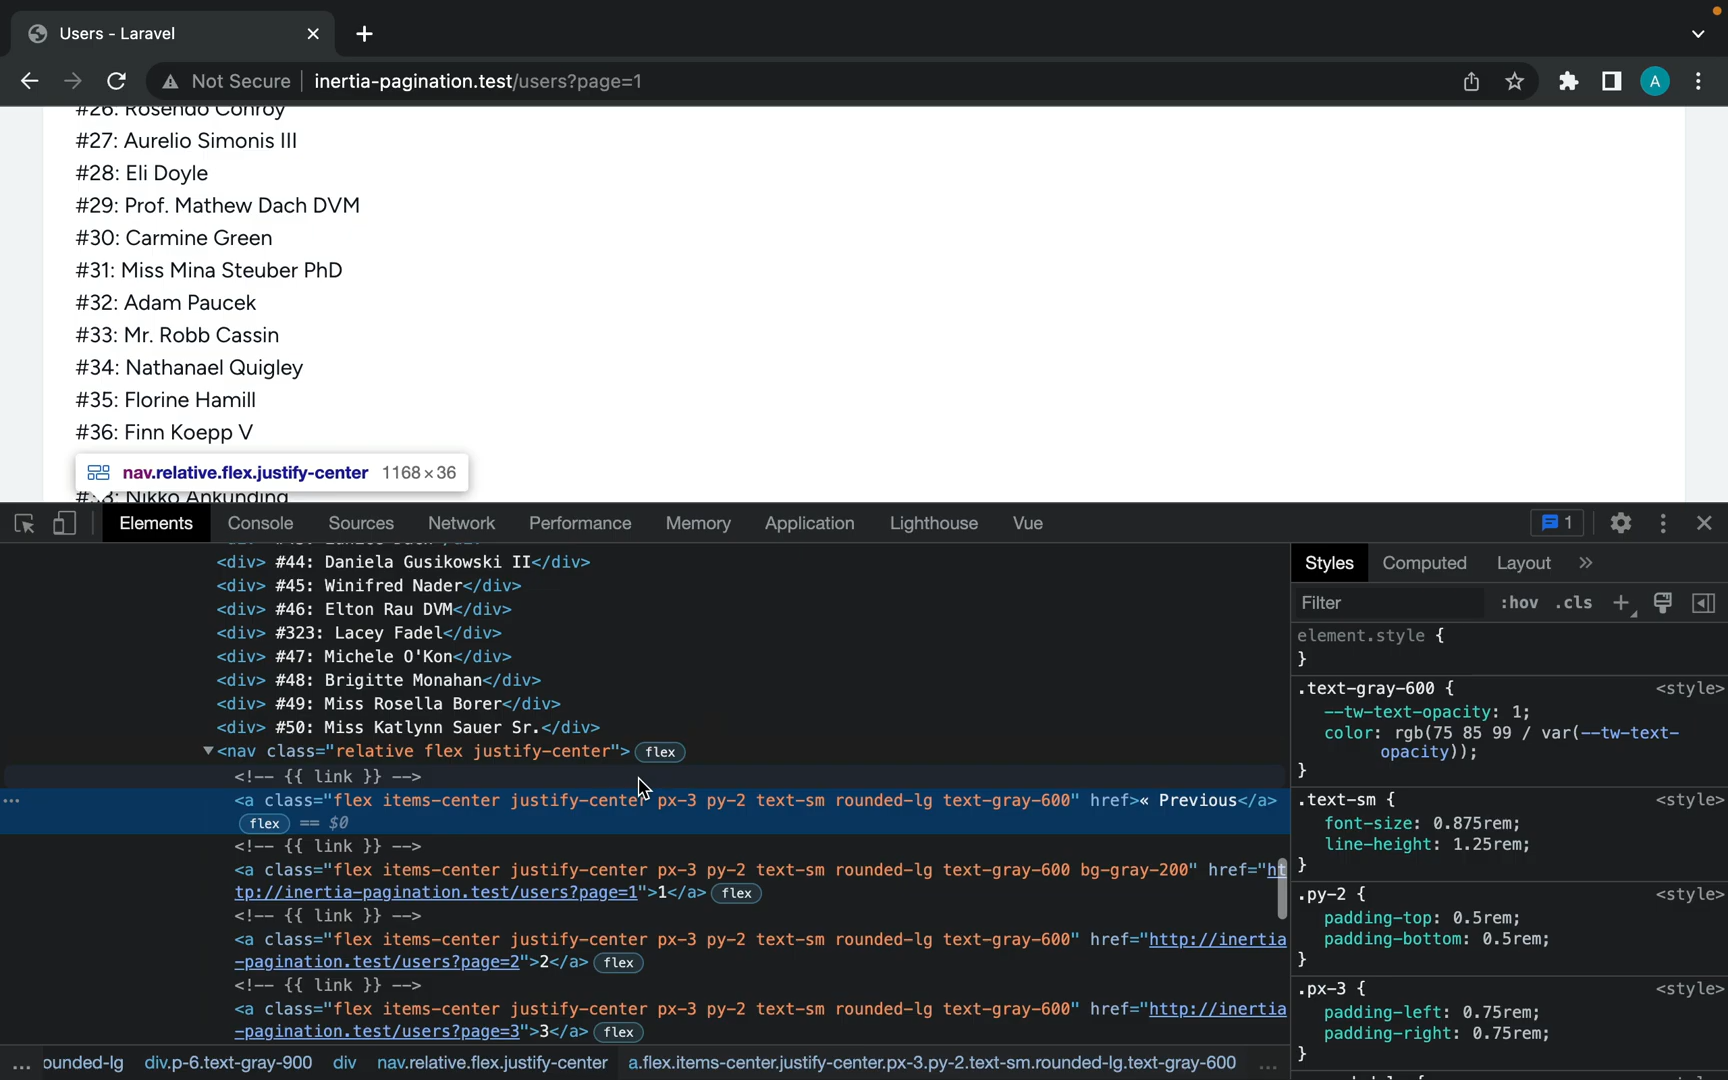 Users - Laravel
Not Secure inertia-pagination.test/users?page=1
A
#26: Rosendo Conroy
#27: Aurelio Simonis III
#28: Eli Doyle
#29: Prof. Mathew Dach DVM
#30: Carmine Green
#31: Miss Mina Steuber PhD
#32: Adam Paucek
#33: Mr. Robb Cassin
#34: Nathanael Quigley
#35: Florine Hamill
#36: Finn Koepp V
nav.relative.flex.justify-center 1168×36
Nikko Ankunding
Elements Console Sources Network Performance Memory Application Lighthouse Vue 1
<div> #44: Daniela Gusikowski II</div>
<div> #45: Winifred Nader</div>
<div> #46: Elton Rau DVM</div>
<div> #323: Lacey Fadel</div>
<div> #47: Michele O'Kon</div>
<div> #48: Brigitte Monahan</div>
<div> #49: Miss Rosella Borer</div>
<div> #50: Miss Katlynn Sauer Sr.</div>
▼<nav class="relative flex justify-center"> flex
<!-- {{ link }} -->
<a class="flex items-center justify-center px-3 py-2 text-sm rounded-lg text-gray-600" href>« Previous</a>
flex == $0
<!-- {{ link }} -->
<a class="flex items-center justify-center px-3 py-2 text-sm rounded-lg text-gray-600 bg-gray-200" href="ht
tp://inertia-pagination.test/users?page=1">1</a> flex
<!-- {{ link }} -->
<a class="flex items-center justify-center px-3 py-2 text-sm rounded-lg text-gray-600" href="http://inertia
-pagination.test/users?page=2">2</a> flex
<!-- {{ link }} -->
<a class="flex items-center justify-center px-3 py-2 text-sm rounded-lg text-gray-600" href="http://inertia
-pagination.test/users?page=3">3</a> flex
... ounded-lg div.p-6.text-gray-900 div nav.relative.flex.justify-center a.flex.items-center.justify-center.px-3.py-2.text-sm.rounded-lg.text-gray-600 ...
Styles Computed Layout »
Filter :hov .cls +
element.style {
}
.text-gray-600 { <style>
--tw-text-opacity: 1;
color: rgb(75 85 99 / var(--tw-text-
opacity));
}
.text-sm { <style>
font-size: 0.875rem;
line-height: 1.25rem;
}
.py-2 { <style>
padding-top: 0.5rem;
padding-bottom: 0.5rem;
}
.px-3 { <style>
padding-left: 0.75rem;
padding-right: 0.75rem;
}